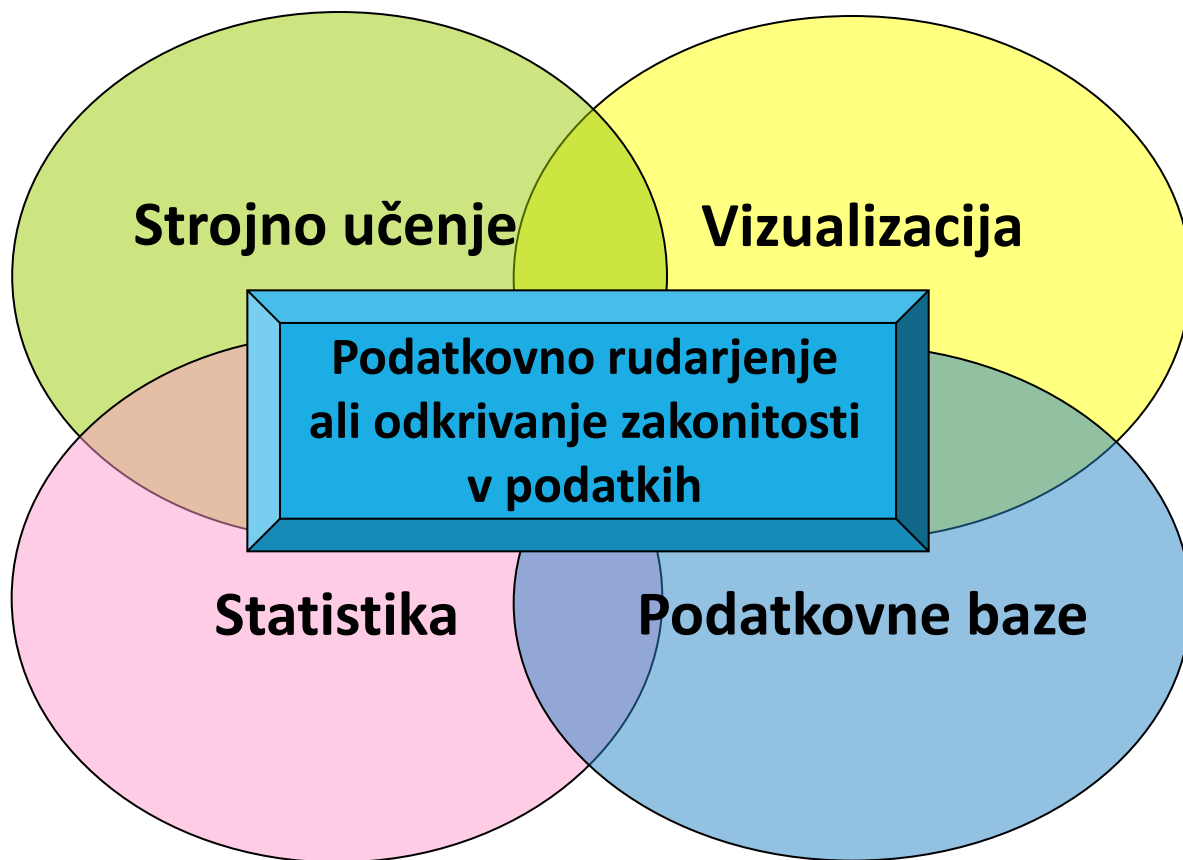 Strojno učenje
Vizualizacija
Podatkovno rudarjenje
ali odkrivanje zakonitosti
v podatkih
Statistika
Podatkovne baze